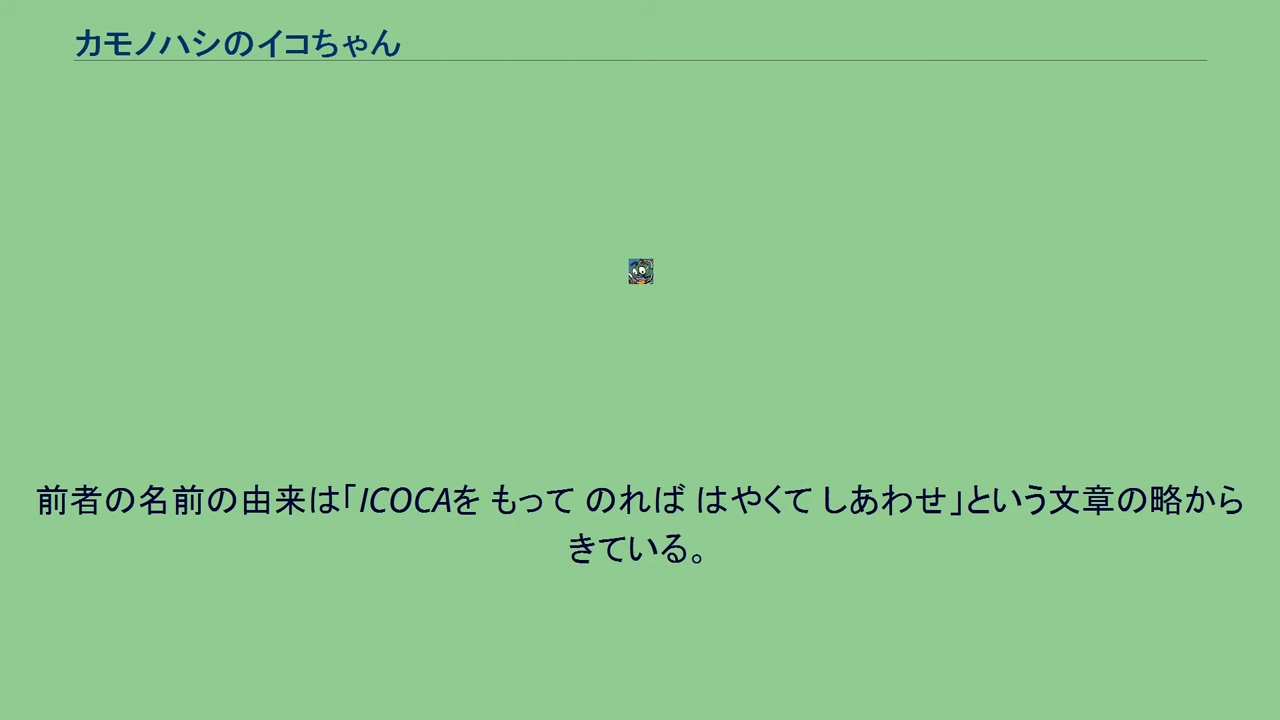 カモノハシのイコちゃん
前者の名前の由来は「ICOCAを もって のれば はやくて しあわせ」という文章の略から
きている。